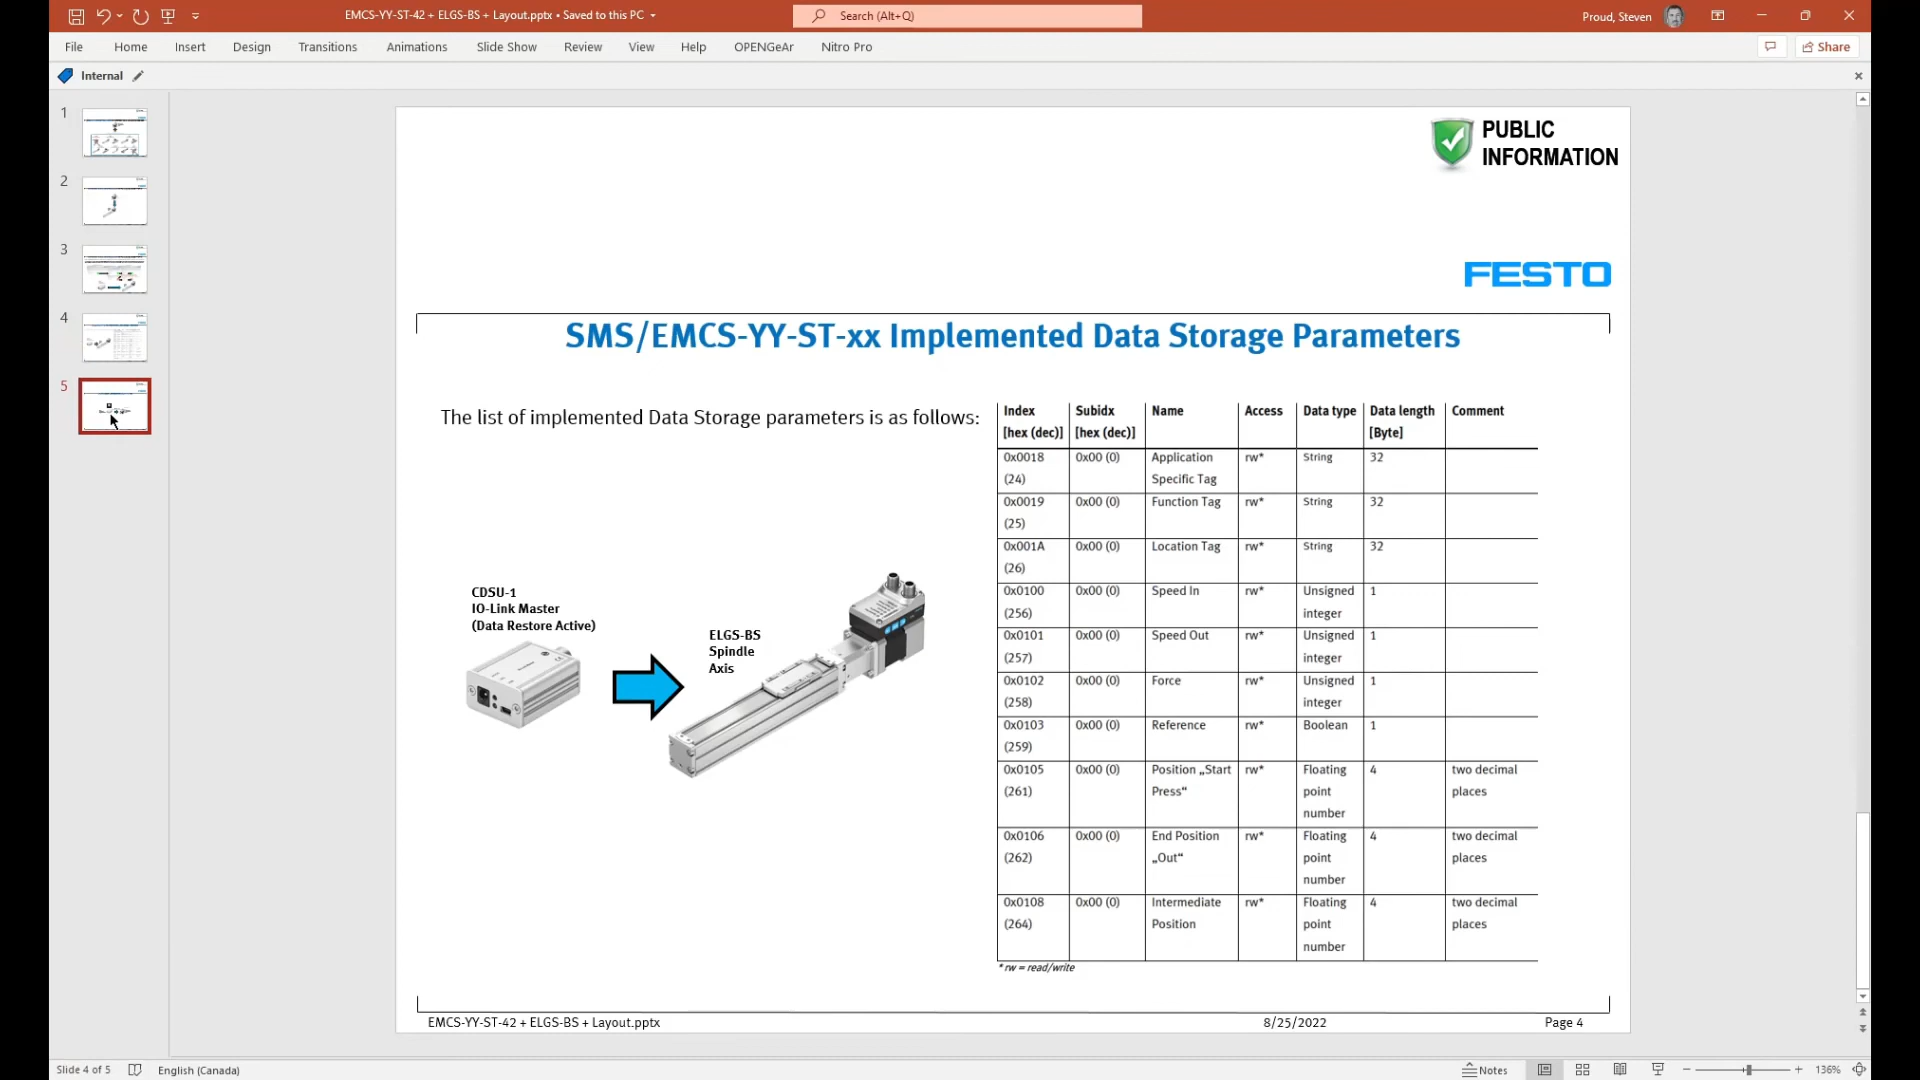 EMCS-YY-ST-42 + ELGS-BS + Layout.pptx • Saved to this PC
Search (Alt+Q)
Proud, Steven
File Home Insert Design Transitions Animations Slide Show Review View Help OPENGeAr Nitro Pro
Share
Internal
1
2
3
4
5
PUBLIC
INFORMATION
FESTO
SMS/EMCS-YY-ST-xx Implemented Data Storage Parameters
The list of implemented Data Storage parameters is as follows:
CDSU-1
IO-Link Master
(Data Restore Active)
ELGS-BS
Spindle
Axis
Index Subidx Name Access Data type Data length Comment
[hex (dec)] [hex (dec)] [Byte]
0x0018 0x00 (0) Application rw* String 32
(24) Specific Tag
0x0019 0x00 (0) Function Tag rw* String 32
(25)
0x001A 0x00 (0) Location Tag rw* String 32
(26)
0x0100 0x00 (0) Speed In rw* Unsigned 1
(256) integer
0x0101 0x00 (0) Speed Out rw* Unsigned 1
(257) integer
0x0102 0x00 (0) Force rw* Unsigned 1
(258) integer
0x0103 0x00 (0) Reference rw* Boolean 1
(259)
0x0105 0x00 (0) Position „Start rw* Floating 4 two decimal
(261) Press“ point places
number
0x0106 0x00 (0) End Position rw* Floating 4 two decimal
(262) „Out“ point places
number
0x0108 0x00 (0) Intermediate rw* Floating 4 two decimal
(264) Position point places
number
* rw = read/write
EMCS-YY-ST-42 + ELGS-BS + Layout.pptx 8/25/2022 Page 4
Slide 4 of 5 English (Canada) Notes 136%